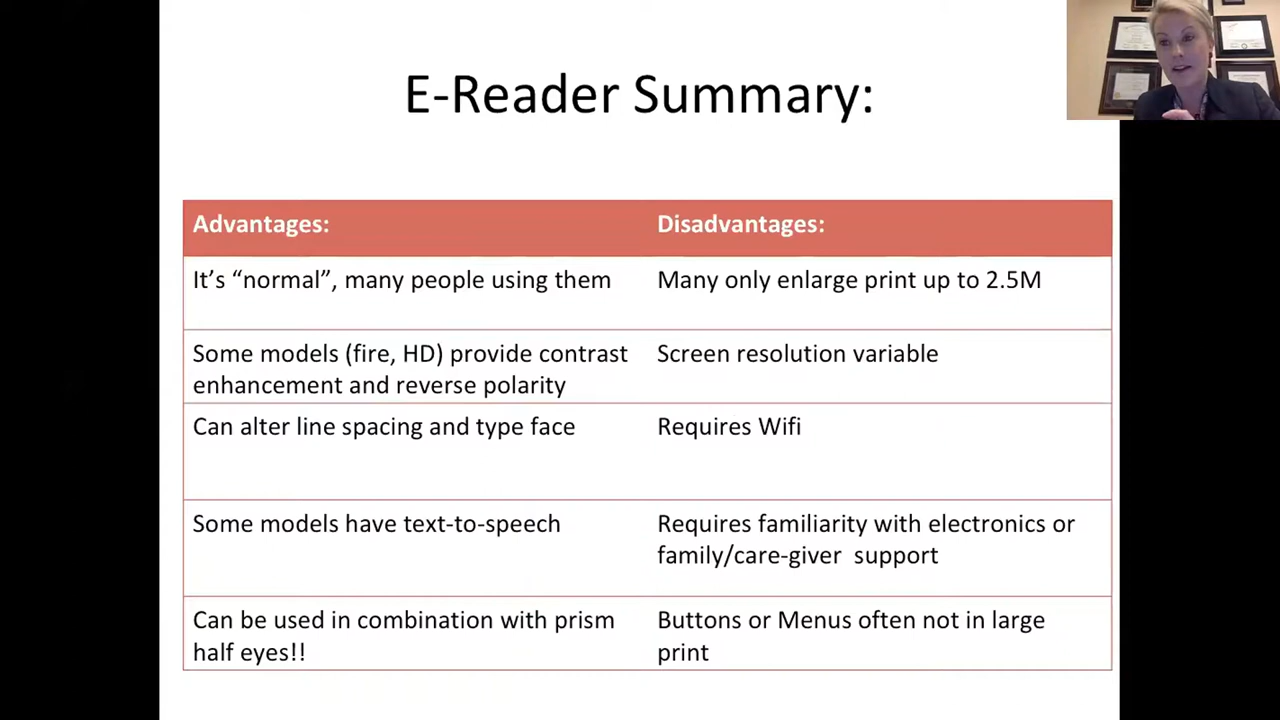 E-Reader Summary:
Advantages:
Disadvantages:
It's “normal”, many people using them
Many only enlarge print up to 2.5M
Some models (fire, HD) provide contrast
enhancement and reverse polarity
Screen resolution variable
Can alter line spacing and type face
Requires Wifi
Some models have text-to-speech
Requires familiarity with electronics or
family/care-giver  support
Can be used in combination with prism
half eyes!!
Buttons or Menus often not in large
print